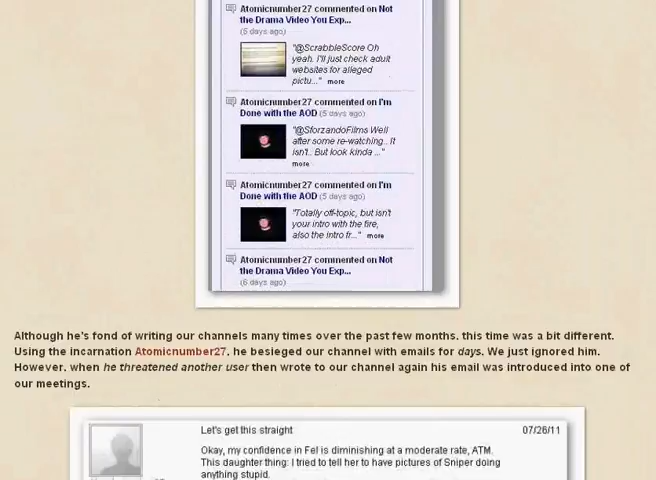 Atomicnumber27 commented on Not
the Drama Video You Exp...
(5 days ago)
"@ScrabbleScore Oh
yeah. I'll just check adult
websites for alleged
pictu..." more
Atomicnumber27 commented on I'm
Done with the AOD (5 days ago)
"@SforzandoFilms Well
after some re-watching.. It
isn't.. But look kinda ..."
more
Atomicnumber27 commented on I'm
Done with the AOD (5 days ago)
"Totally off-topic, but isn't
your intro with the fire,
also the intro fr..." more
Atomicnumber27 commented on Not
the Drama Video You Exp...
(6 days ago)
Although he's fond of writing our channels many times over the past few months, this time was a bit different.
Using the incarnation Atomicnumber27, he besieged our channel with emails for days. We just ignored him.
However, when he threatened another user then wrote to our channel again his email was introduced into one of
our meetings.
Let's get this straight 07/26/11
Okay, my confidence in Fel is diminishing at a moderate rate, ATM.
This daughter thing: I tried to tell her to have pictures of Sniper doing
anything stupid.